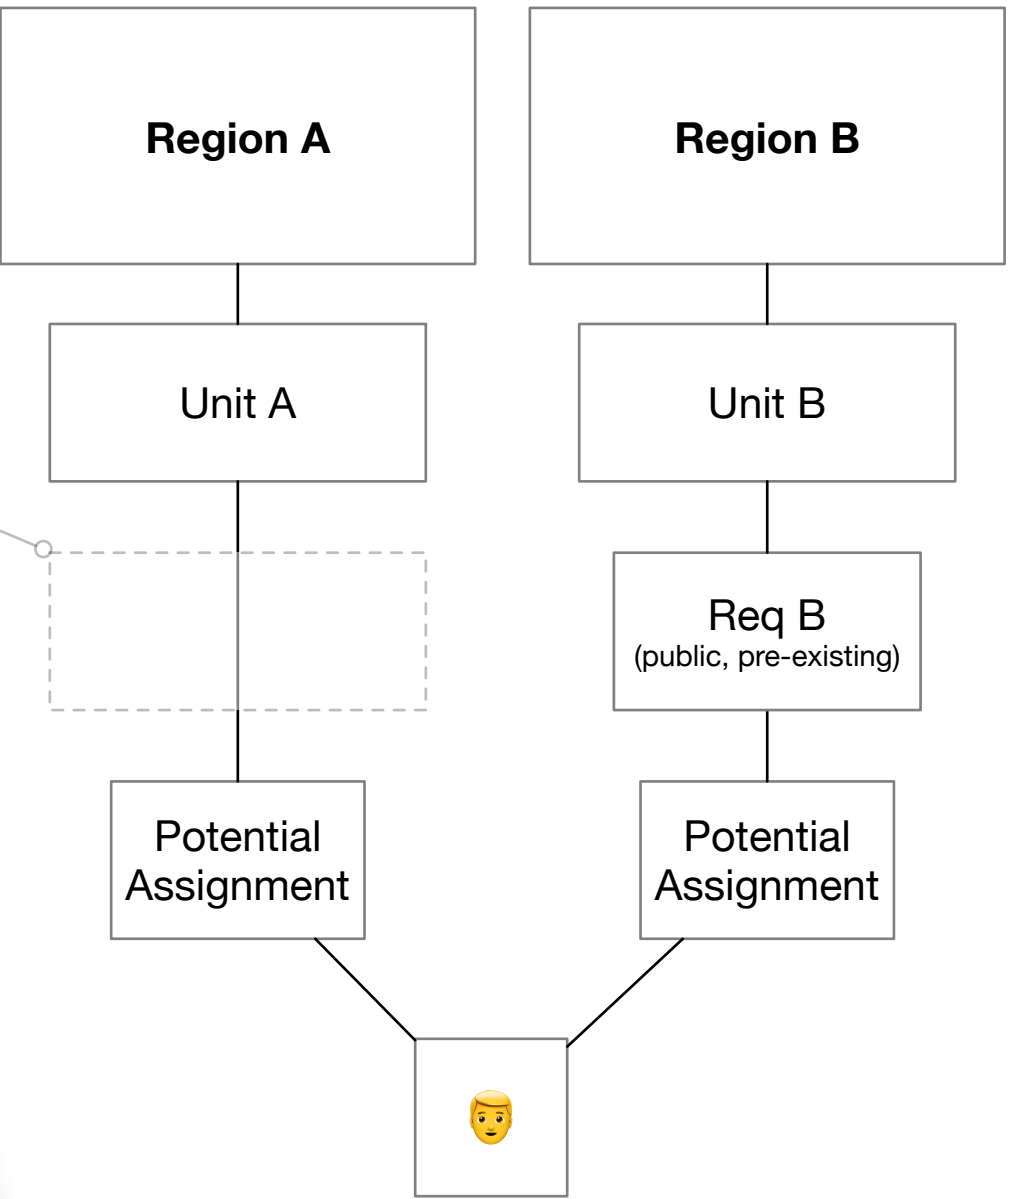 Region A
Region B
Unit A
Unit B
Req B
(public, pre-existing)
Potential
Assignment
Potential
Assignment